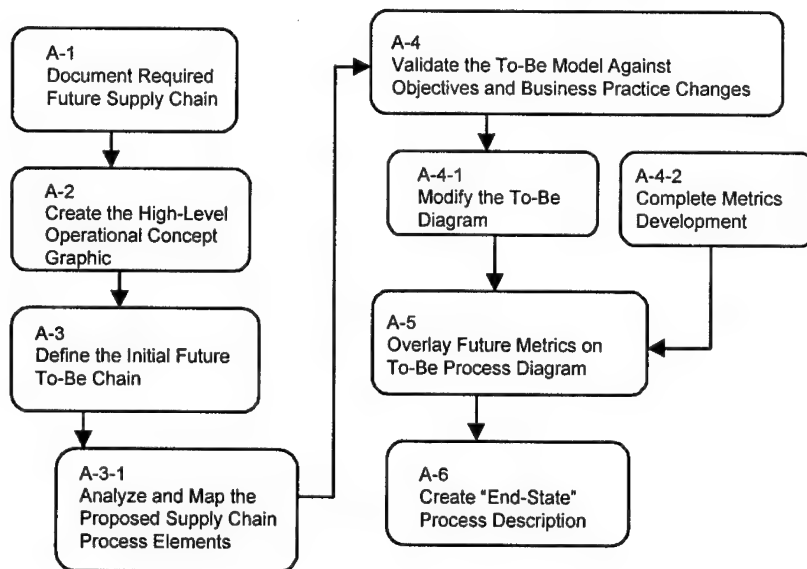 A-1
Document Required
Future Supply Chain
A-2
Create the High-Level
Operational Concept
Graphic
A-3
Define the Initial Future
To-Be Chain
A-3-1
Analyze and Map the
Proposed Supply Chain
Process Elements
A-4
Validate the To-Be Model Against
Objectives and Business Practice Changes
A-4-1
Modify the To-Be
Diagram
A-4-2
Complete Metrics
Development
A-5
Overlay Future Metrics on
To-Be Process Diagram
A-6
Create "End-State"
Process Description